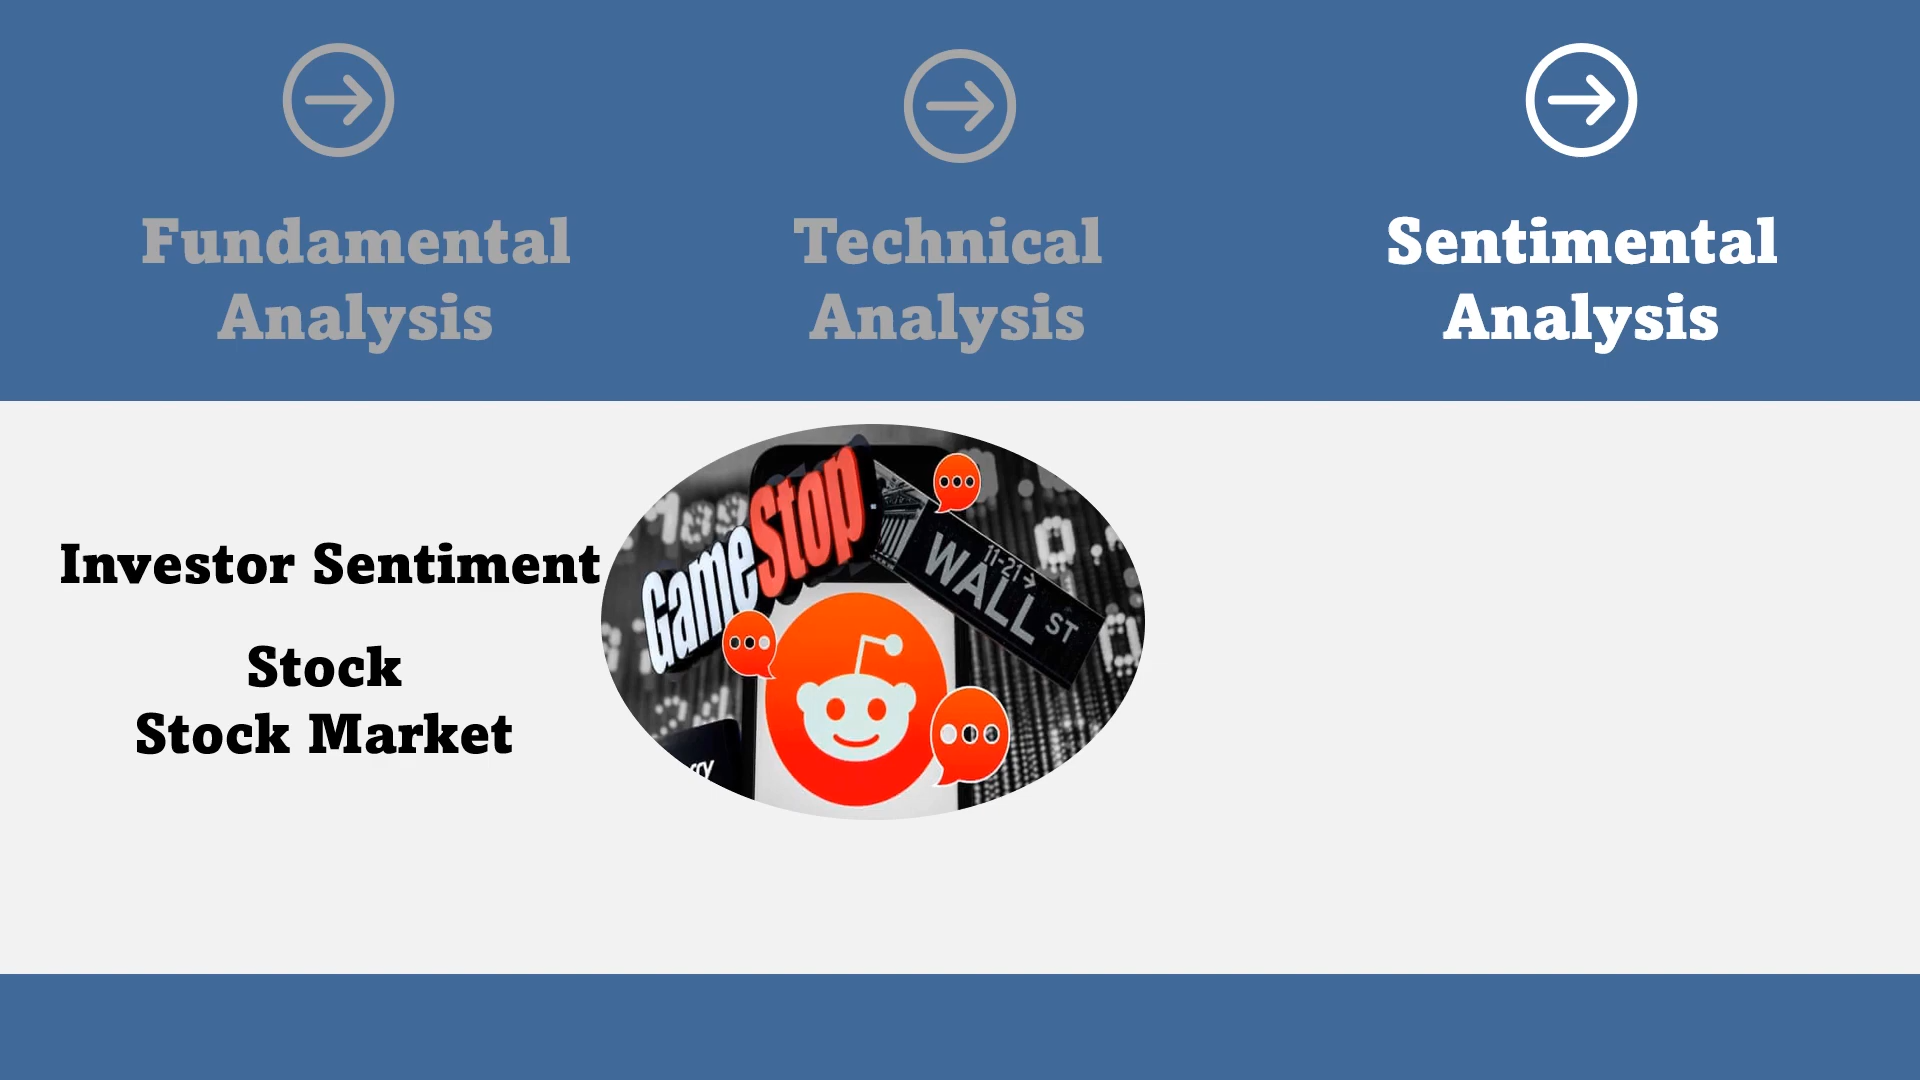 Fundamental
Analysis
Technical
Analysis
Sentimental
Analysis
Investor Sentiment
Stock
Stock Market
GameStop
11-21
WALL ST